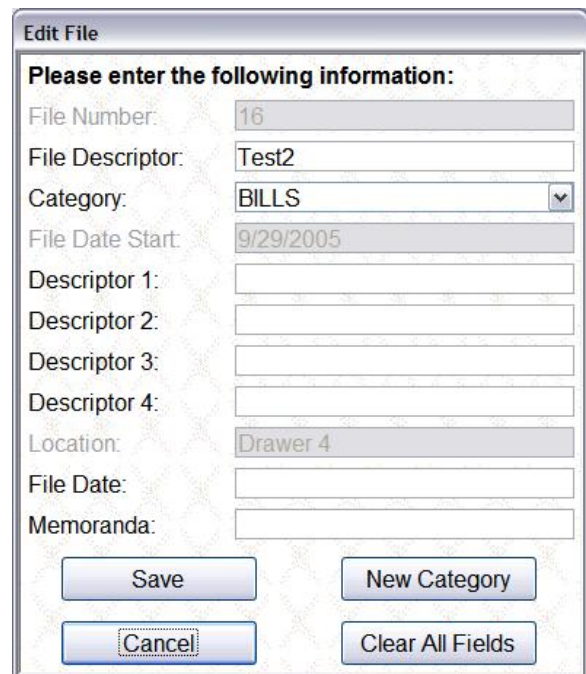 Edit File
Please enter the following information:
File Number: 16
File Descriptor: Test2
Category: BILLS
File Date Start: 9/29/2005
Descriptor 1:
Descriptor 2:
Descriptor 3:
Descriptor 4:
Location: Drawer 4
File Date:
Memoranda:
Save New Category
Cancel Clear All Fields